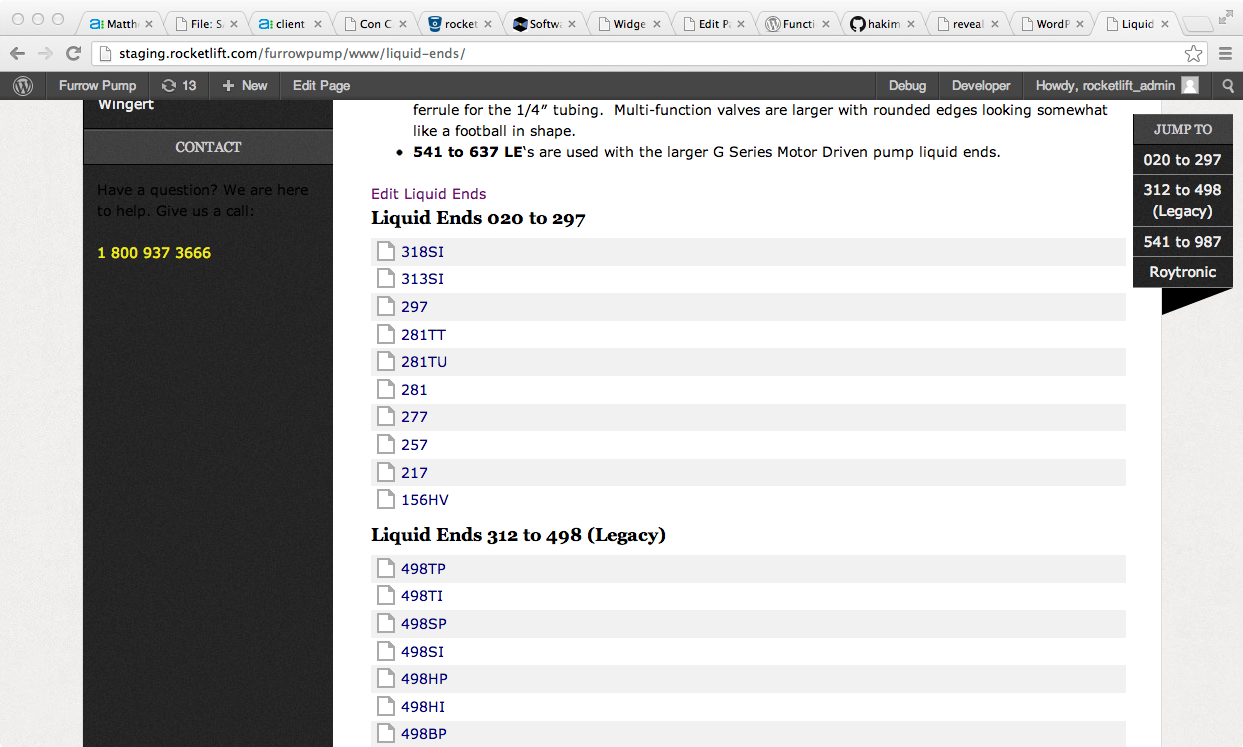 Matth
File: S
client
Con C
rocket
Softw
Widge
Edit P
Functi
hakim
reveal
WordP
Liquid
staging.rocketlift.com/furrowpump/www/liquid-ends/
Furrow Pump
13
New
Edit Page
Debug
Developer
Howdy, rocketlift_admin
Wingert
CONTACT
Have a question? We are here
to help. Give us a call:
1 800 937 3666
ferrule for the 1/4″ tubing. Multi-function valves are larger with rounded edges looking somewhat
like a football in shape.
• 541 to 637 LE‘s are used with the larger G Series Motor Driven pump liquid ends.
Edit Liquid Ends
Liquid Ends 020 to 297
318SI
313SI
297
281TT
281TU
281
277
257
217
156HV
Liquid Ends 312 to 498 (Legacy)
498TP
498TI
498SP
498SI
498HP
498HI
498BP
JUMP TO
020 to 297
312 to 498
(Legacy)
541 to 987
Roytronic